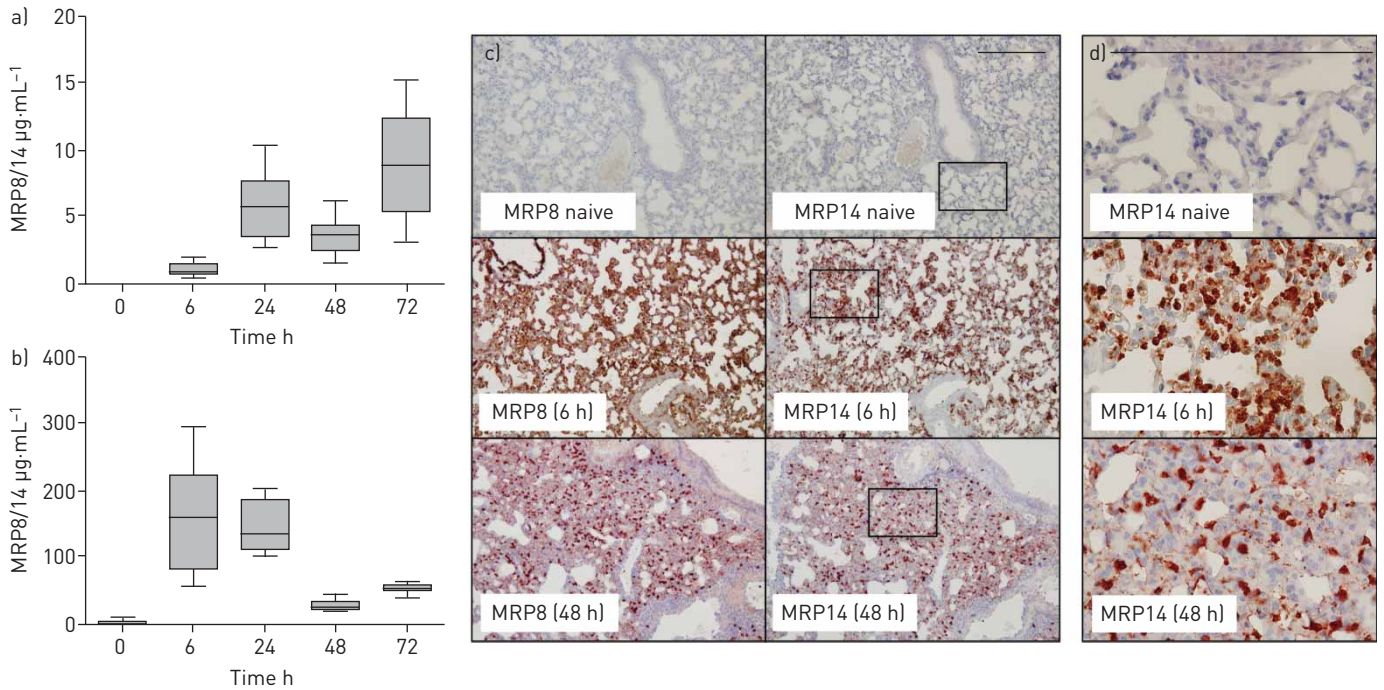 a)
MRP8/14 µg·mL⁻¹
20
15
10
5
0
0 6 24 48 72
Time h
b)
MRP8/14 µg·mL⁻¹
400
300
200
100
0
0 6 24 48 72
Time h
c)
MRP8 naive
MRP14 naive
MRP8 (6 h)
MRP14 (6 h)
MRP8 (48 h)
MRP14 (48 h)
d)
MRP14 naive
MRP14 (6 h)
MRP14 (48 h)